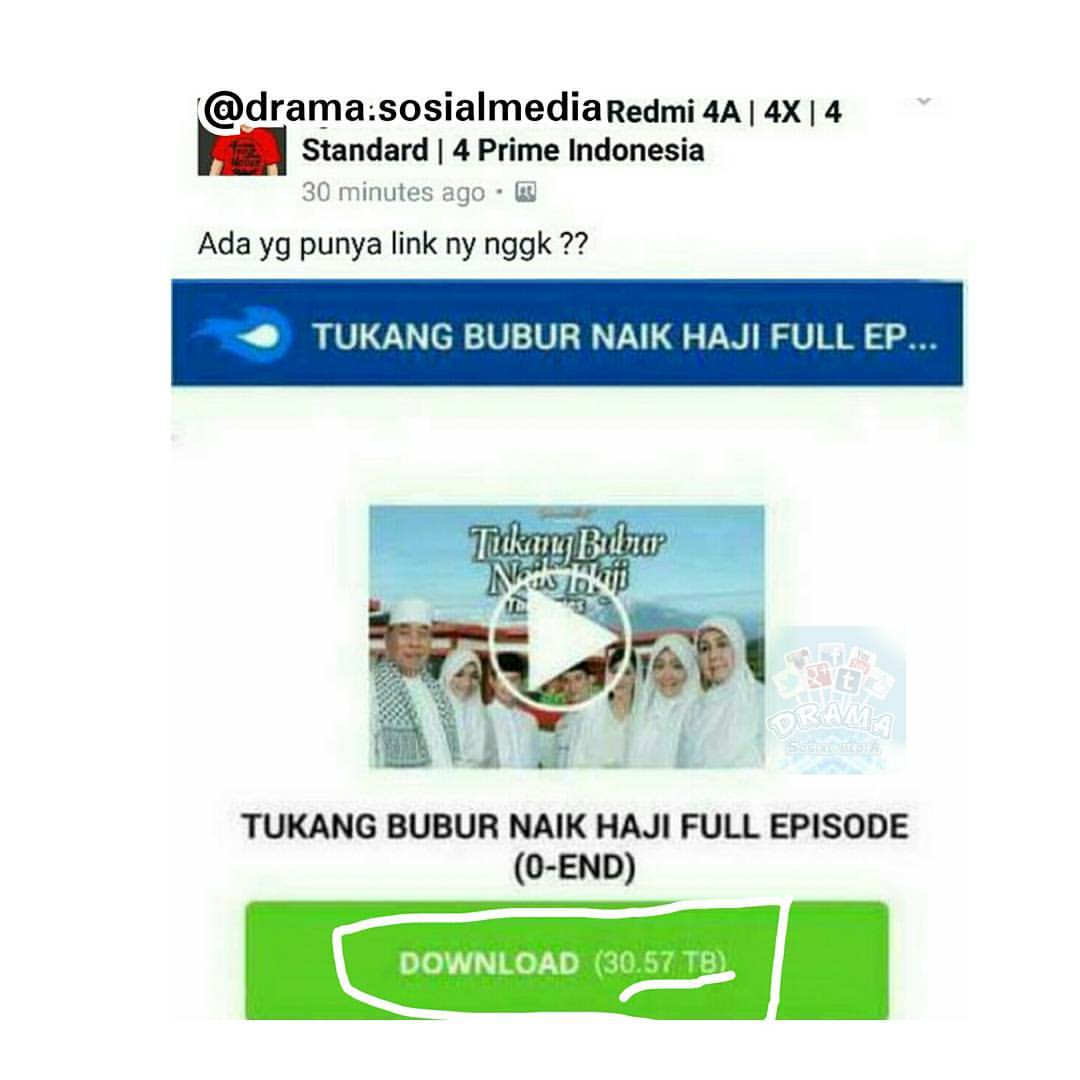 @drama.sosialmedia Redmi 4A | 4X | 4
Standard | 4 Prime Indonesia
30 minutes ago •
Ada yg punya link ny nggk ??
TUKANG BUBUR NAIK HAJI FULL EP...
Tukang Bubur
Naik Haji
DRAMA
SOCIAL MEDIA
TUKANG BUBUR NAIK HAJI FULL EPISODE
(0-END)
DOWNLOAD (30.57 TB)